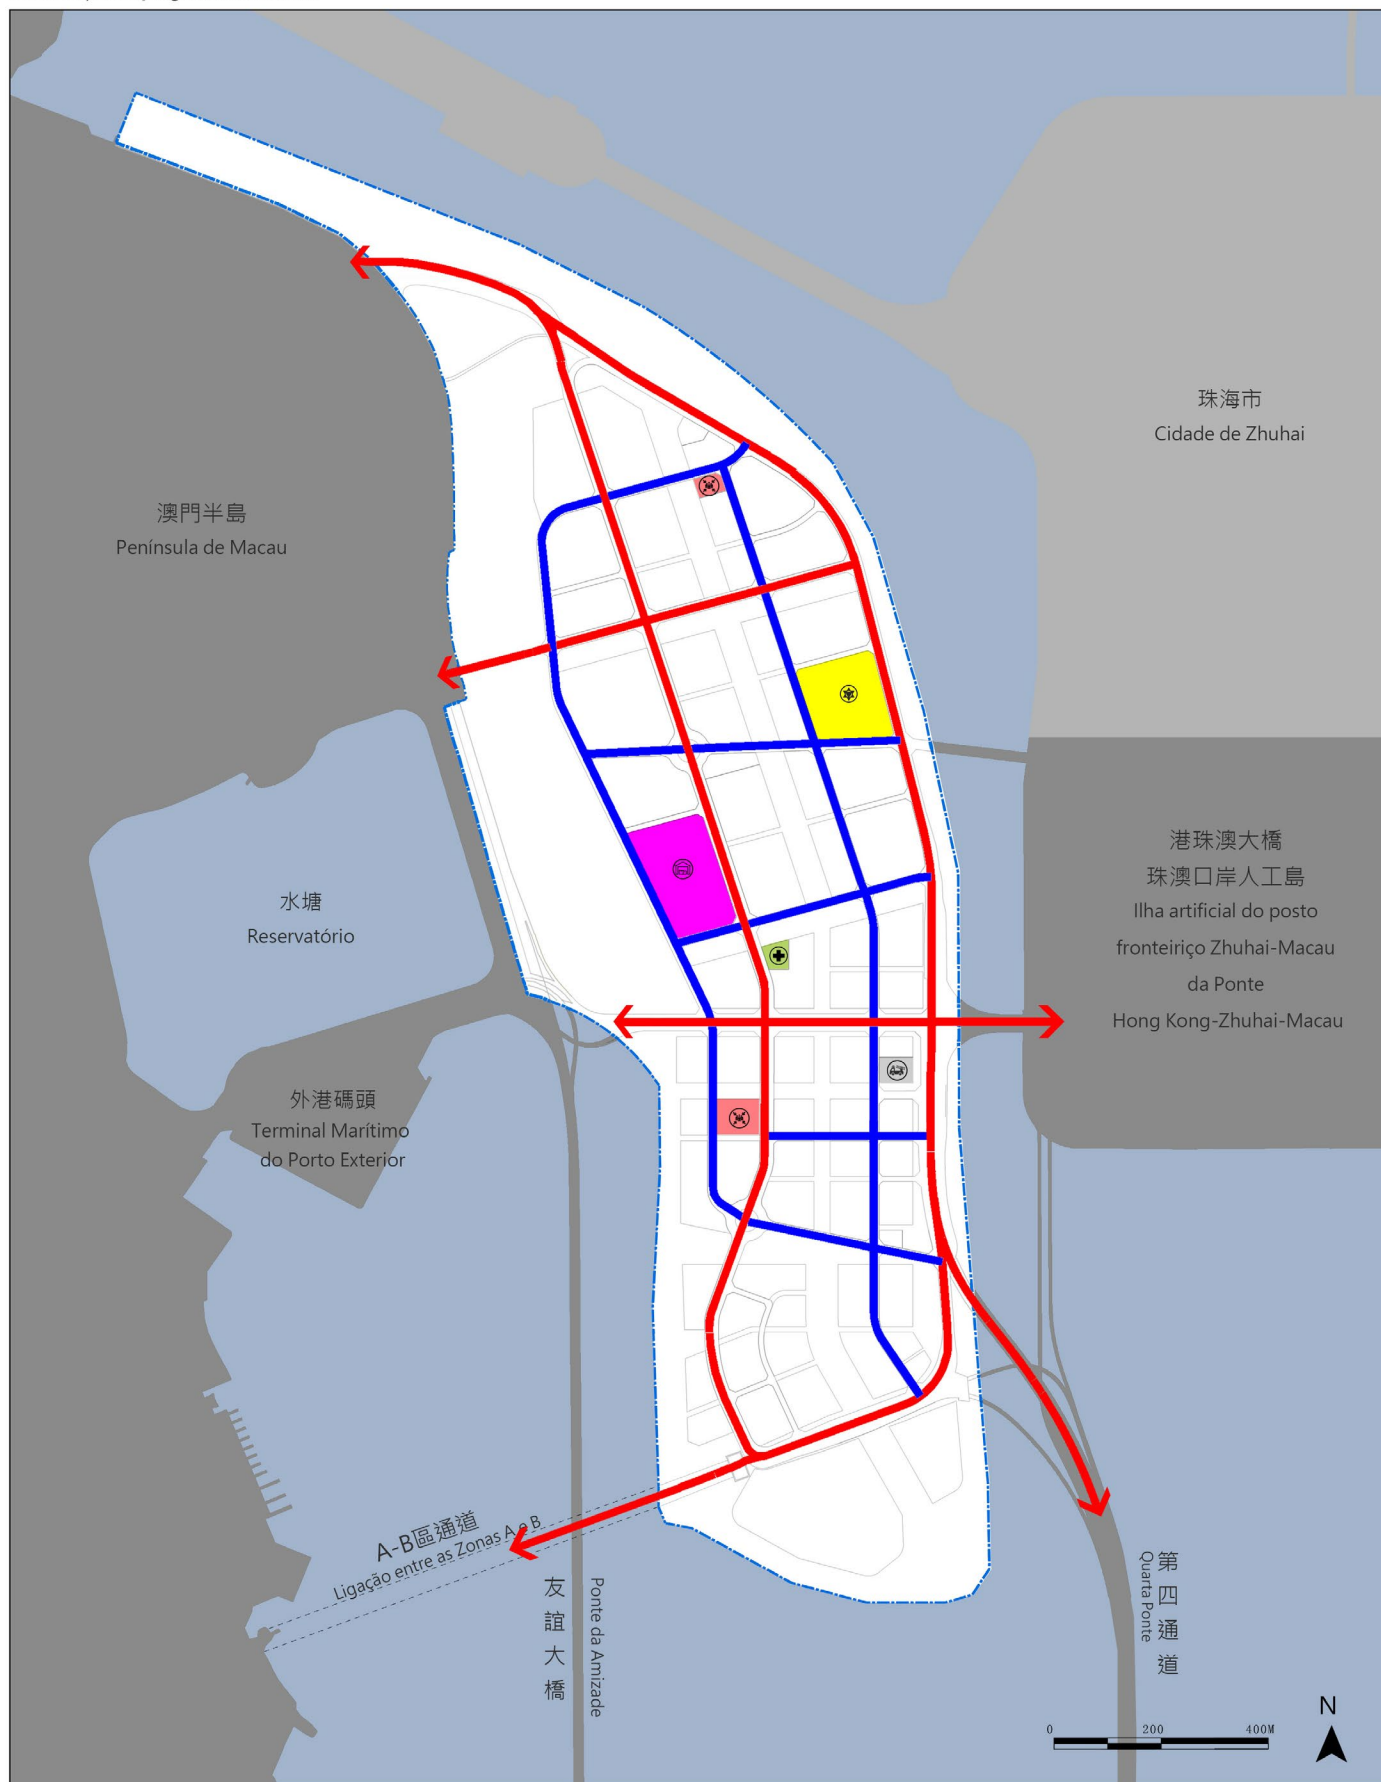 珠海市
Cidade de Zhuhai
澳門半島
Península de Macau
港珠澳大橋
珠澳口岸人工島
Ilha artificial do posto
fronteiriço Zhuhai-Macau
da Ponte
Hong Kong-Zhuhai-Macau
水塘
Reservatório
外港碼頭
Terminal Marítimo
do Porto Exterior
A-B區通道
Ligação entre as Zonas A e B
友誼大橋
Ponte da Amizade
第四通道
Quarta Ponte
N
0 200 400M